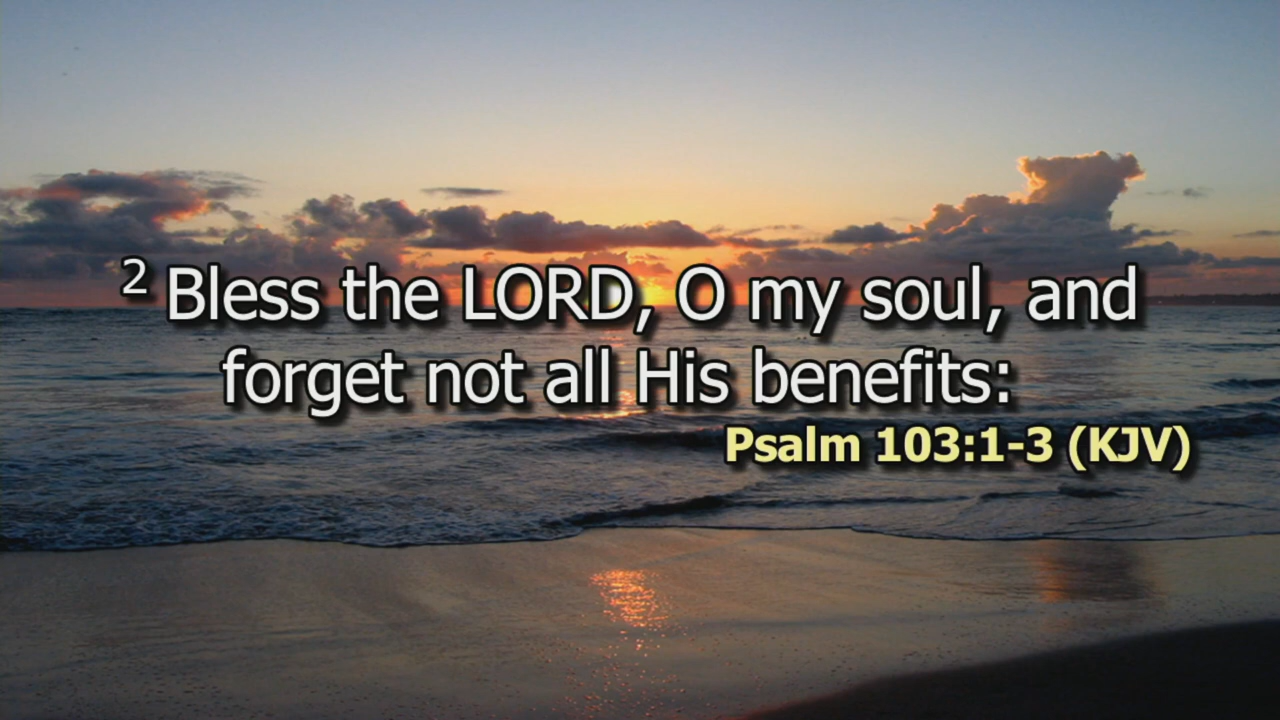 2 Bless the LORD, O my soul, and
forget not all His benefits:
Psalm 103:1-3 (KJV)